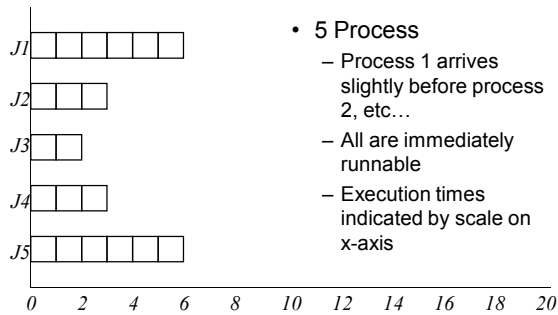 J1
J2
J3
J4
J5
0 2 4 6 8 10 12 14 16 18 20
• 5 Process
– Process 1 arrives
slightly before process
2, etc…
– All are immediately
runnable
– Execution times
indicated by scale on
x-axis